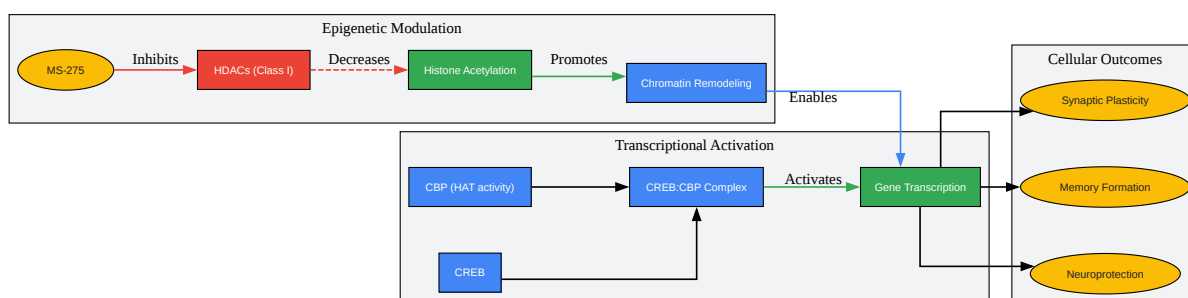 Epigenetic Modulation
MS-275
Inhibits
HDACs (Class I)
Decreases
Histone Acetylation
Promotes
Chromatin Remodeling
Enables
Transcriptional Activation
CBP (HAT activity)
CREB:CBP Complex
Activates
Gene Transcription
CREB
Cellular Outcomes
Synaptic Plasticity
Memory Formation
Neuroprotection